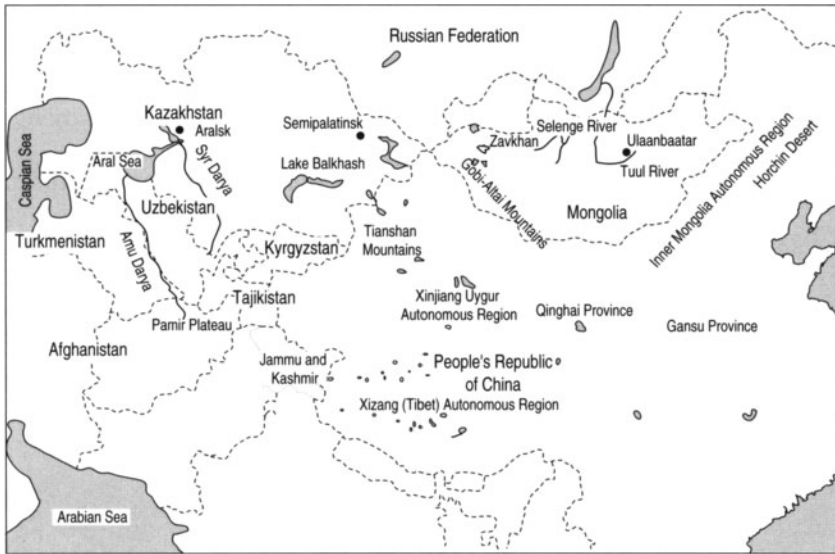 Russian Federation
Kazakhstan
Aralsk
Semipalatinsk
Selenge River
Zavkhan
Ulaanbaatar
Tuul River
Caspian Sea
Aral Sea
Syr Darya
Lake Balkhash
Gobi-Altai Mountains
Mongolia
Inner Mongolia Autonomous Region
Horchin Desert
Uzbekistan
Turkmenistan
Amu Darya
Kyrgyzstan
Tianshan
Mountains
Tajikistan
Xinjiang Uygur
Autonomous Region
Qinghai Province
Gansu Province
Pamir Plateau
Afghanistan
Jammu and
Kashmir
People's Republic
of China
Xizang (Tibet) Autonomous Region
Arabian Sea